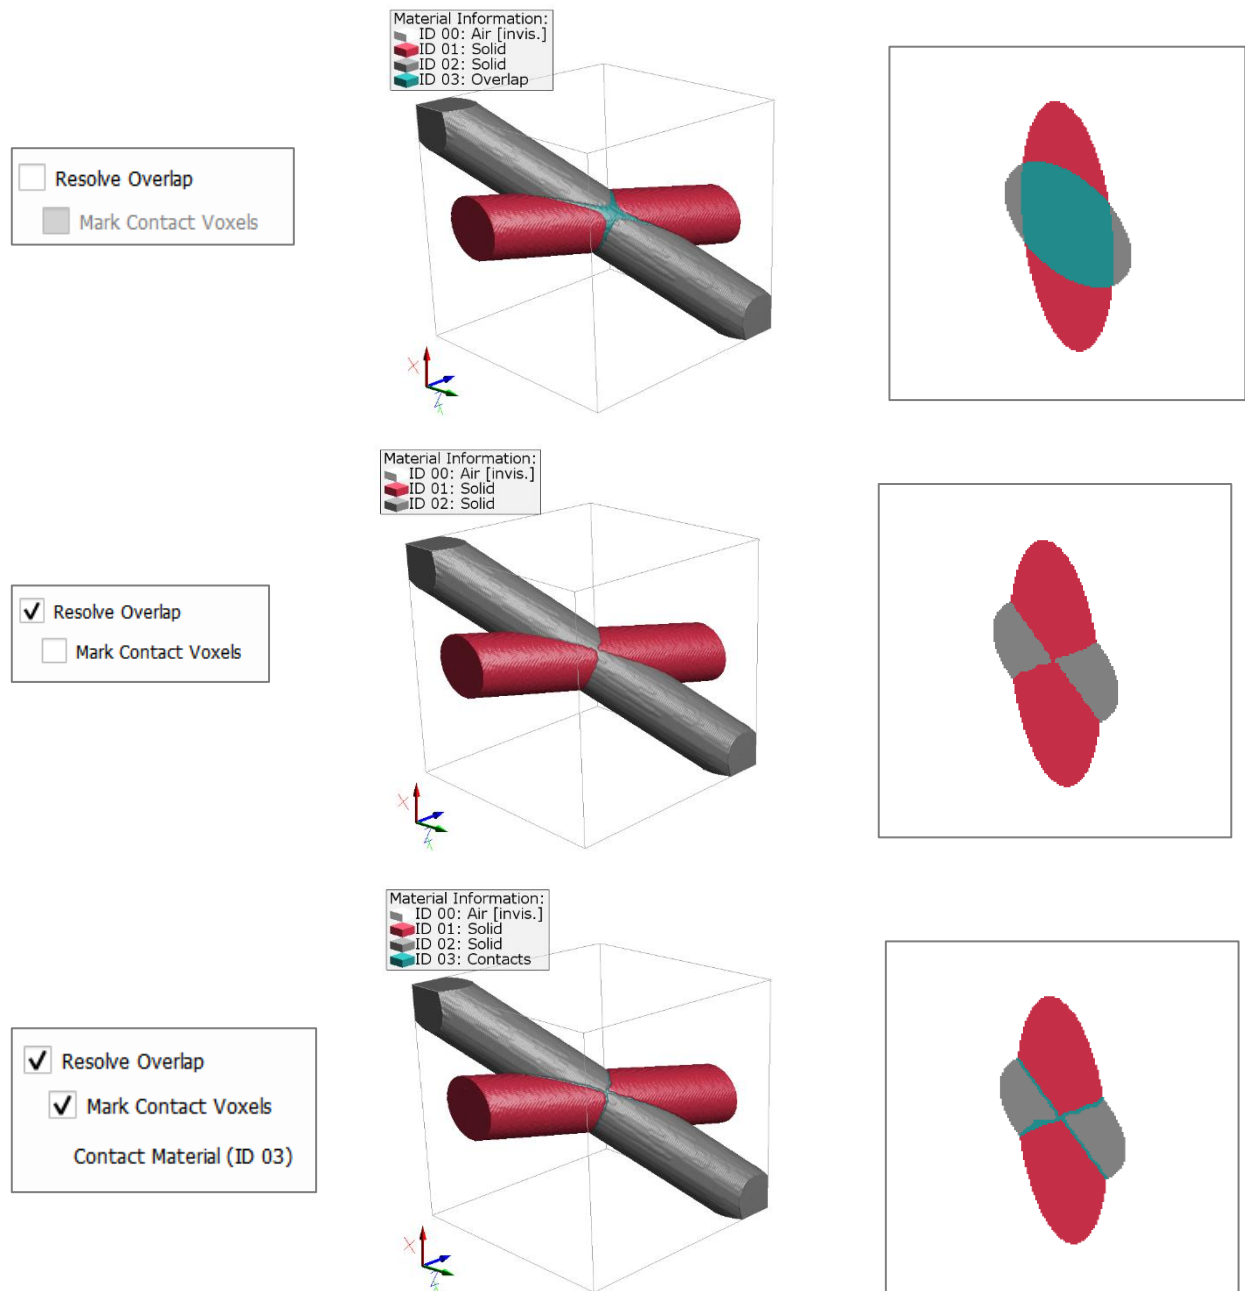 Material Information:
ID 00: Air [invis.]
ID 01: Solid
ID 02: Solid
ID 03: Overlap
Resolve Overlap
Mark Contact Voxels
X
Z
Material Information:
ID 00: Air [invis.]
ID 01: Solid
ID 02: Solid
Resolve Overlap
Mark Contact Voxels
X
Z
Material Information:
ID 00: Air [invis.]
ID 01: Solid
ID 02: Solid
ID 03: Contacts
Resolve Overlap
Mark Contact Voxels
Contact Material (ID 03)
X
Z